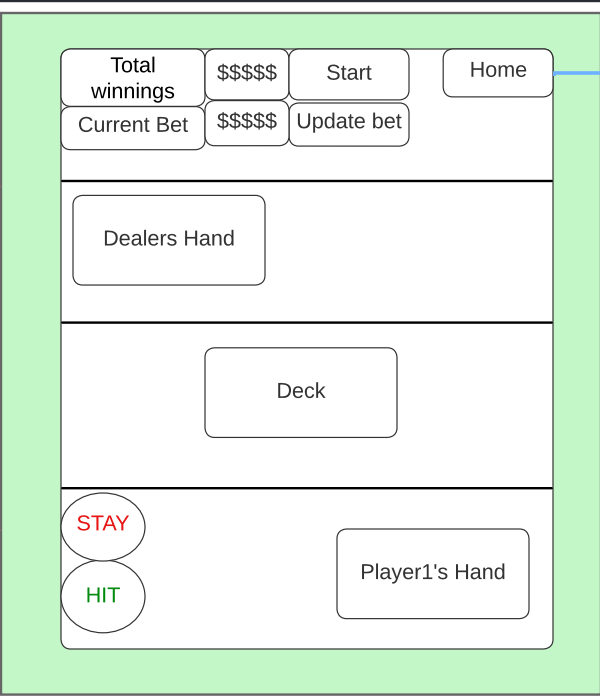 Total
winnings
$$$$$
Start
Home
Current Bet
$$$$$
Update bet
Dealers Hand
Deck
STAY
HIT
Player1's Hand